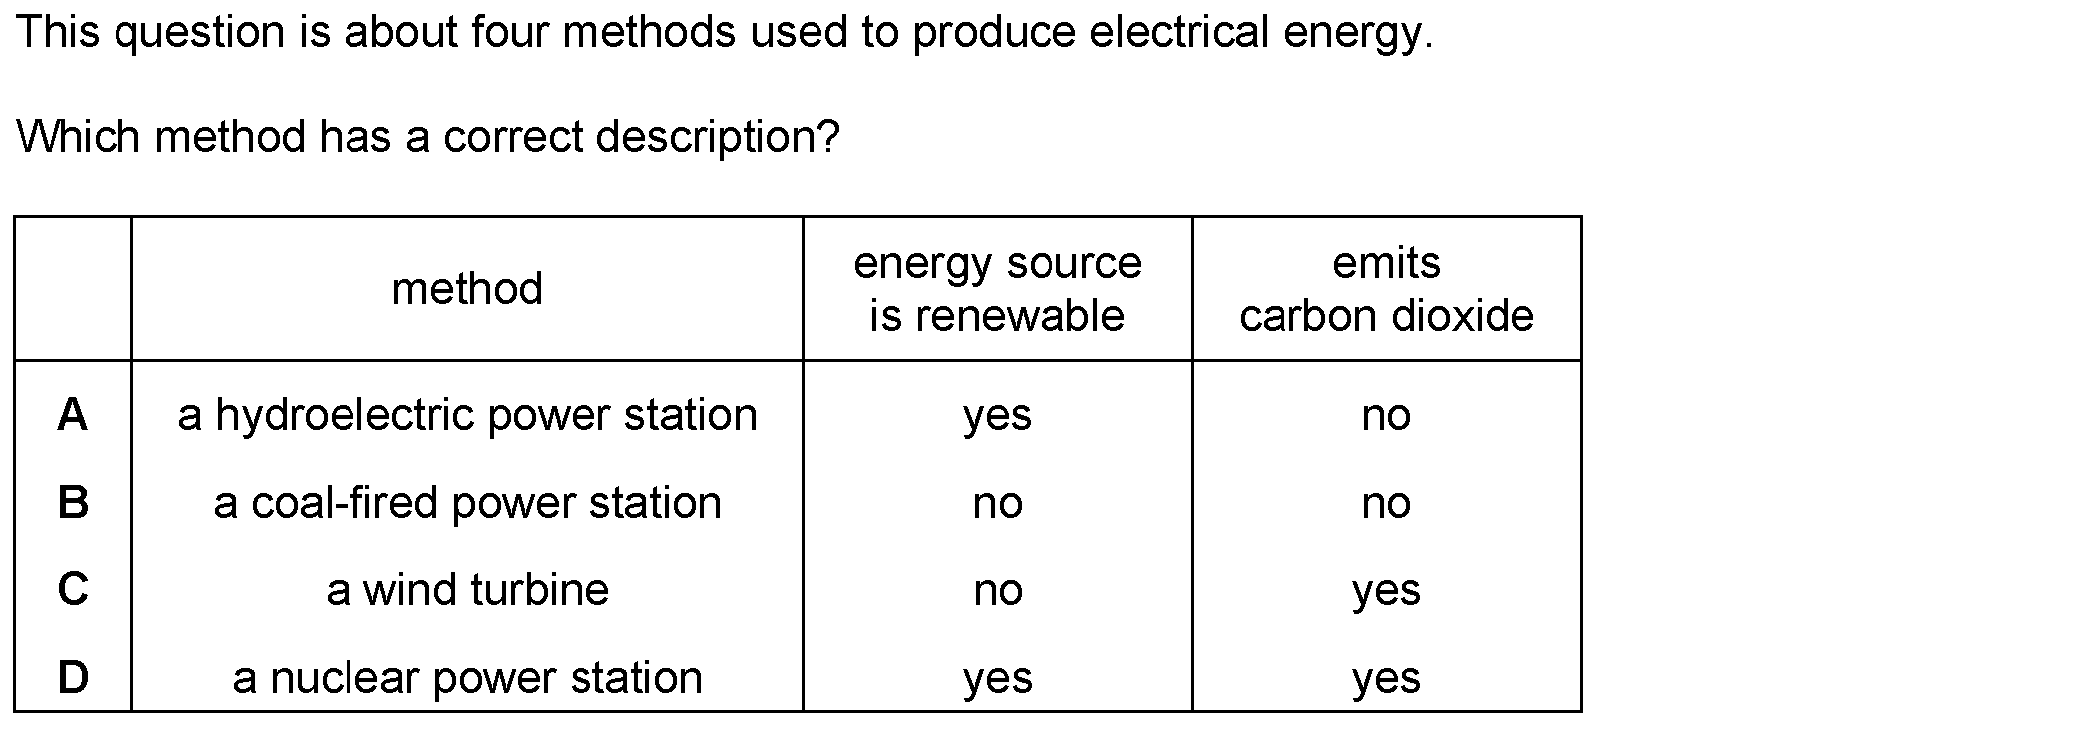 This question is about four methods used to produce electrical energy.
Which method has a correct description?
method
energy source
is renewable
emits
carbon dioxide
A a hydroelectric power station yes no
B a coal-fired power station no no
C a wind turbine no yes
D a nuclear power station yes yes